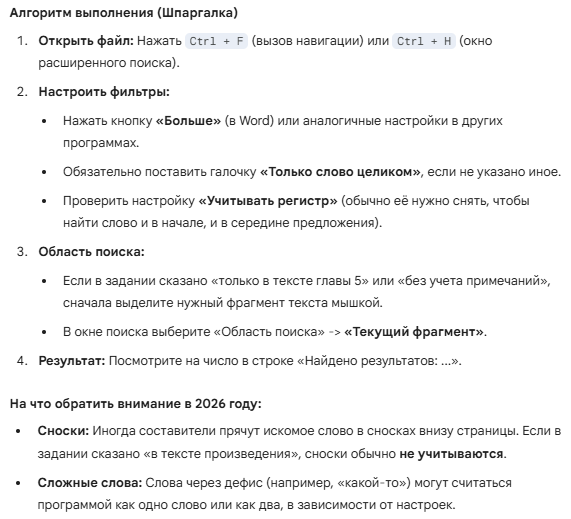 Алгоритм выполнения (Шпаргалка)
1. Открыть файл: Нажать Ctrl + F (вызов навигации) или Ctrl + H (окно
расширенного поиска).
2. Настроить фильтры:
• Нажать кнопку «Больше» (в Word) или аналогичные настройки в других
программах.
• Обязательно поставить галочку «Только слово целиком», если не указано иное.
• Проверить настройку «Учитывать регистр» (обычно её нужно снять, чтобы
найти слово и в начале, и в середине предложения).
3. Область поиска:
• Если в задании сказано «только в тексте главы 5» или «без учета примечаний»,
сначала выделите нужный фрагмент текста мышкой.
• В окне поиска выберите «Область поиска» -> «Текущий фрагмент».
4. Результат: Посмотрите на число в строке «Найдено результатов: ...».
На что обратить внимание в 2026 году:
• Сноски: Иногда составители прячут искомое слово в сносках внизу страницы. Если в
задании сказано «в тексте произведения», сноски обычно не учитываются.
• Сложные слова: Слова через дефис (например, «какой-то») могут считаться
программой как одно слово или как два, в зависимости от настроек.